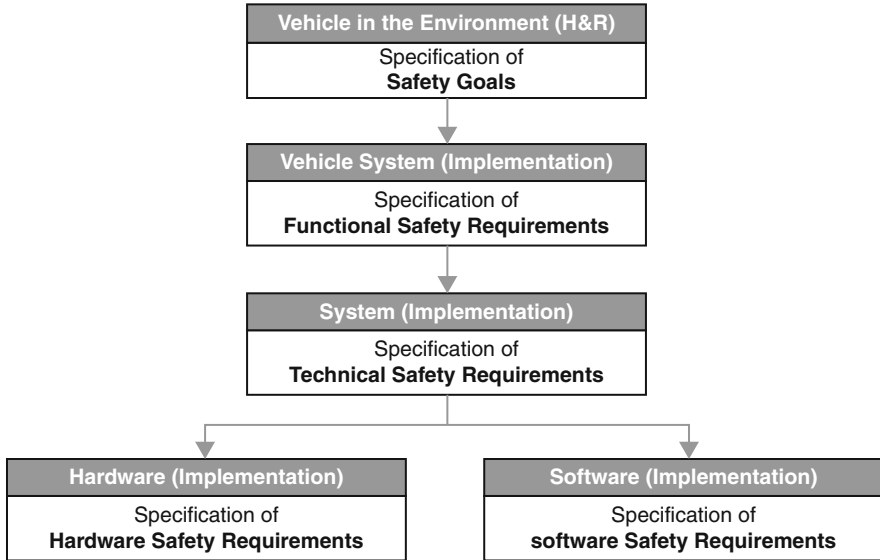 Vehicle in the Environment (H&R)
Specification of
Safety Goals
Vehicle System (Implementation)
Specification of
Functional Safety Requirements
System (Implementation)
Specification of
Technical Safety Requirements
Hardware (Implementation)
Specification of
Hardware Safety Requirements
Software (Implementation)
Specification of
software Safety Requirements